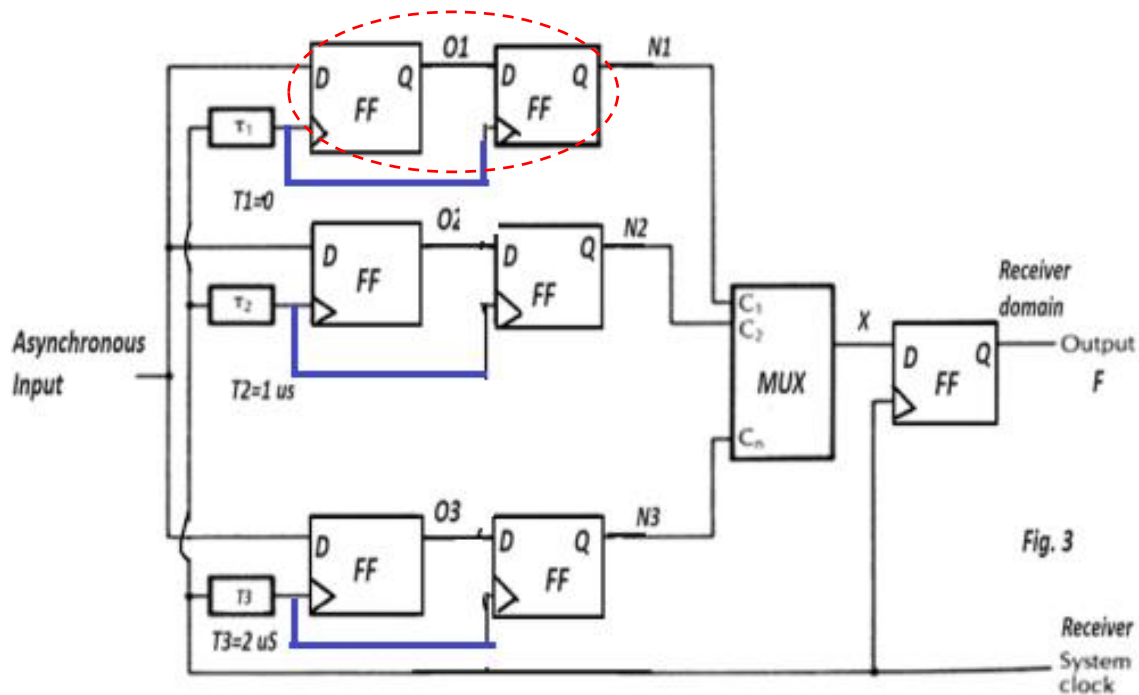 O1
N1
D Q
FF
D Q
FF
τ1
T1=0
O2
N2
D
FF
D Q
FF
τ2
T2=1 us
Asynchronous
Input
C1
C2
Cn
MUX
X
D Q
FF
Receiver
domain
Output
F
O3
N3
D
FF
D Q
FF
T3
T3=2 uS
Fig. 3
Receiver
System
clock